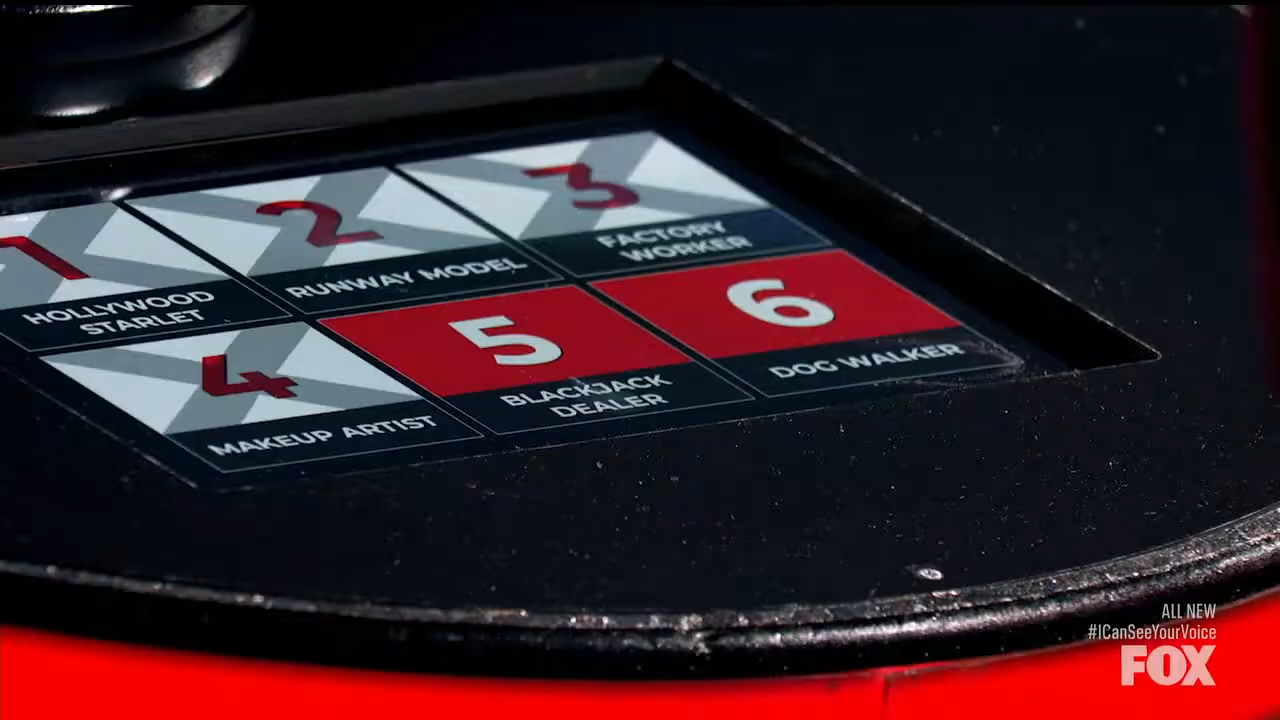 1
HOLLYWOOD
STARLET
2
RUNWAY MODEL
3
FACTORY
WORKER
4
MAKEUP ARTIST
5
BLACKJACK
DEALER
6
DOG WALKER
ALL NEW
#ICanSeeYourVoice
FOX